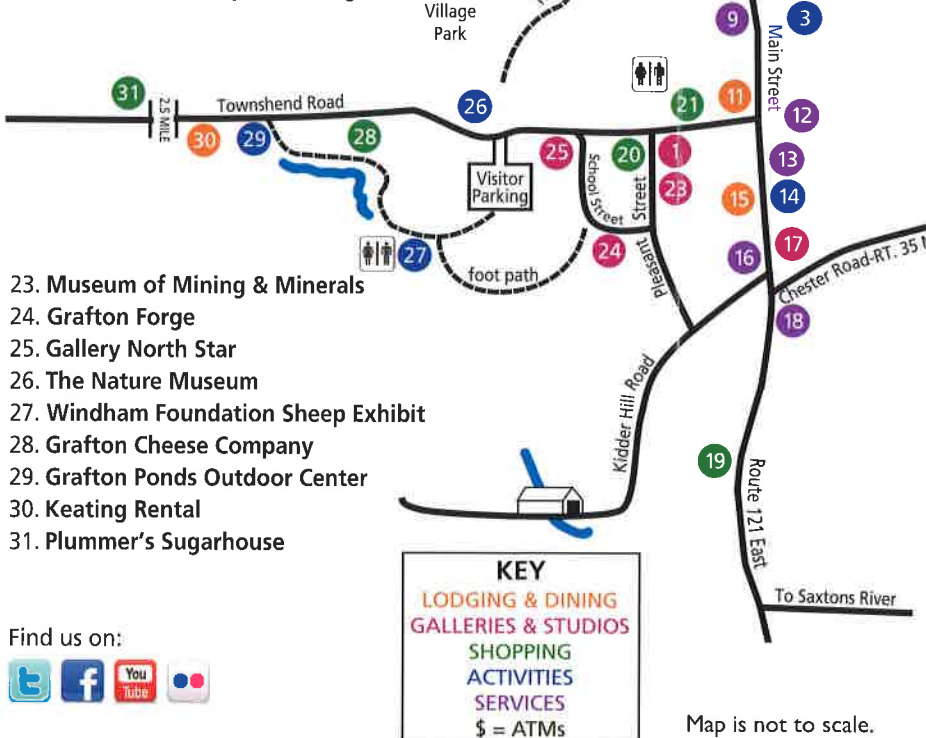 Village
Park
9
3
Main Street
31
2.5 MILE
Townshend Road
26
21
11
12
30
29
28
25
20
1
13
Visitor
Parking
School Street
Pleasant Street
23
15
14
27
24
16
17
foot path
Chester Road-RT. 35
18
23. Museum of Mining & Minerals
24. Grafton Forge
25. Gallery North Star
26. The Nature Museum
27. Windham Foundation Sheep Exhibit
28. Grafton Cheese Company
29. Grafton Ponds Outdoor Center
30. Keating Rental
31. Plummer's Sugarhouse
Kidder Hill Road
19
Route 121 East
To Saxtons River
KEY
LODGING & DINING
GALLERIES & STUDIOS
SHOPPING
ACTIVITIES
SERVICES
$ = ATMs
Find us on:
You
Tube
Map is not to scale.